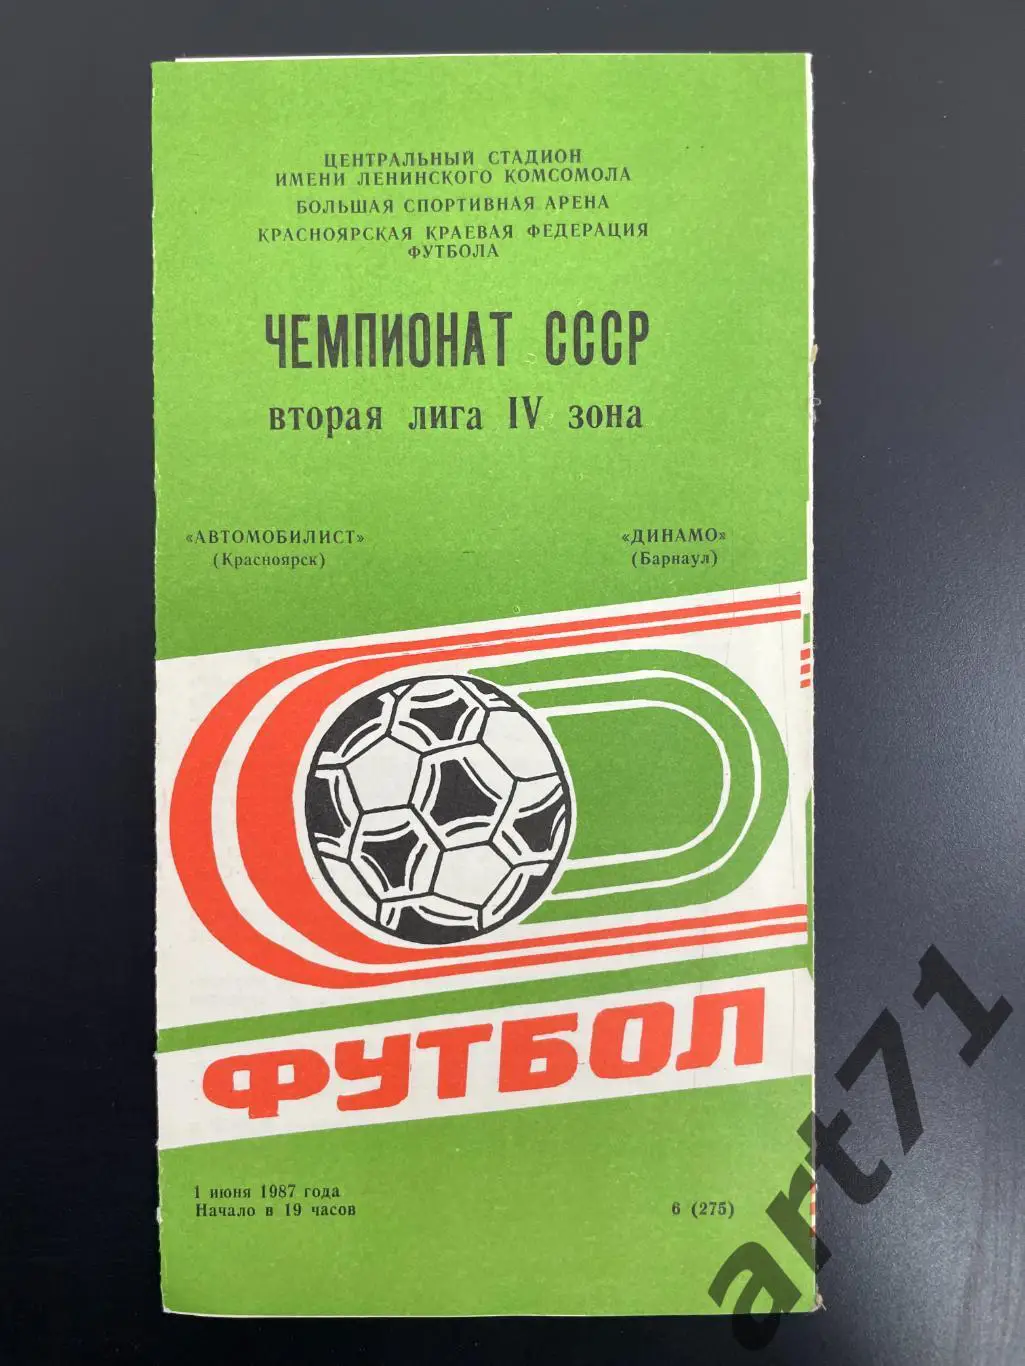 ЦЕНТРАЛЬНЫЙ СТАДИОН
ИМЕНИ ЛЕНИНСКОГО КОМСОМОЛА
БОЛЬШАЯ СПОРТИВНАЯ АРЕНА
КРАСНОЯРСКАЯ КРАЕВАЯ ФЕДЕРАЦИЯ
ФУТБОЛА
ЧЕМПИОНАТ СССР
вторая лига IV зона
«АВТОМОБИЛИСТ» «ДИНАМО»
(Красноярск) — (Барнаул)
ФУТБОЛ
1 июня 1987 года
Начало в 19 часов 6 (275)
art71